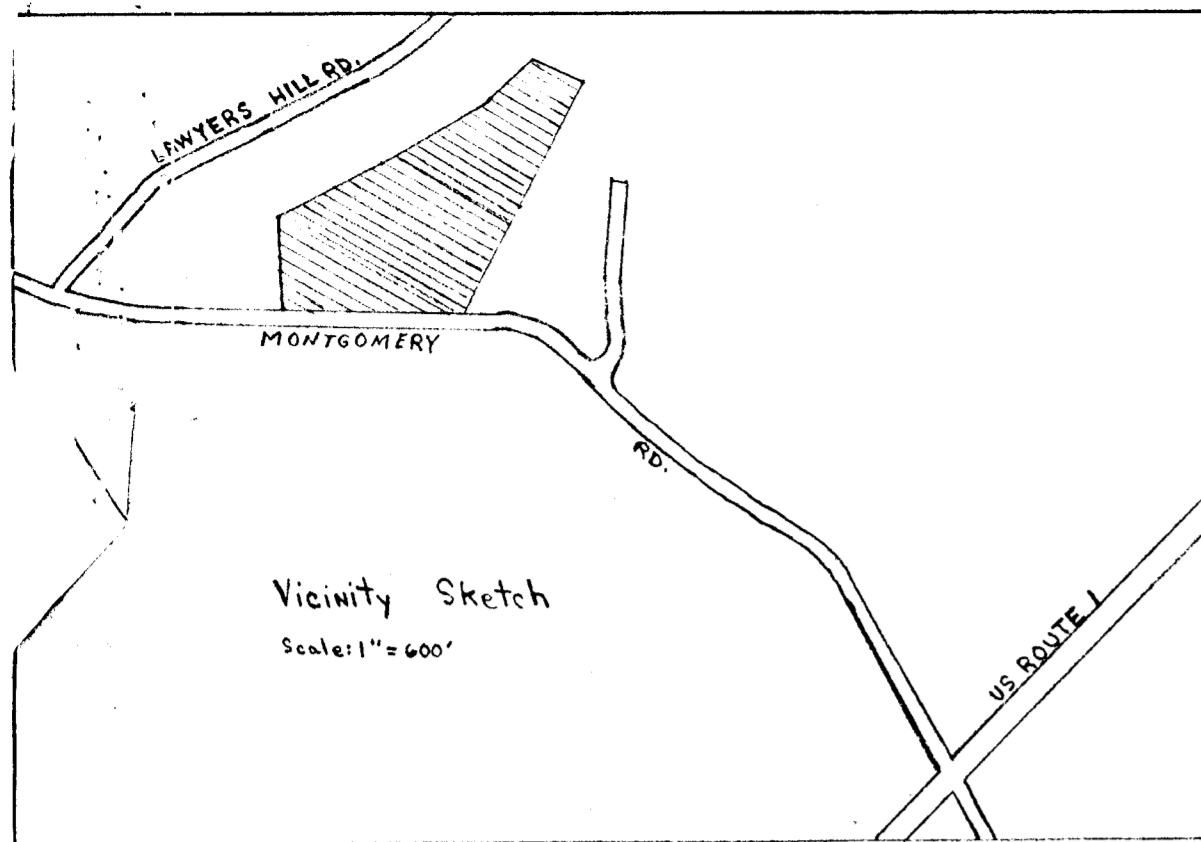 LAWYERS HILL RD.
MONTGOMERY
RD.
Vicinity Sketch
Scale: 1" = 600'
US ROUTE 1